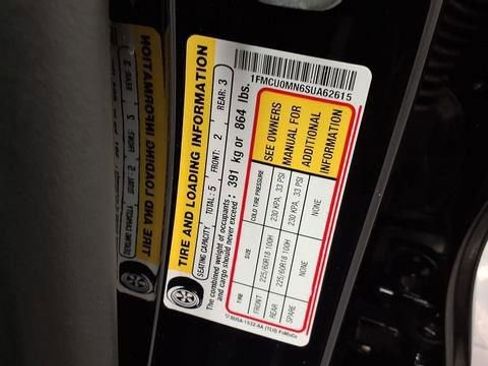 TIRE AND LOADING INFORMATION
SEATING CAPACITY TOTAL: 5 FRONT: 2 REAR: 3
The combined weight of occupants and cargo should never exceed: 391 kg or 864 lbs.
TIRE SIZE COLD TIRE PRESSURE
FRONT 225/60R18 100H 230 KPA, 33 PSI
REAR 225/60R18 100H 230 KPA, 33 PSI
SPARE NONE NONE
SEE OWNERS
MANUAL FOR
ADDITIONAL
INFORMATION
1FMCU0MN6SUA62615
TIRE AND LOADING INFORMATION